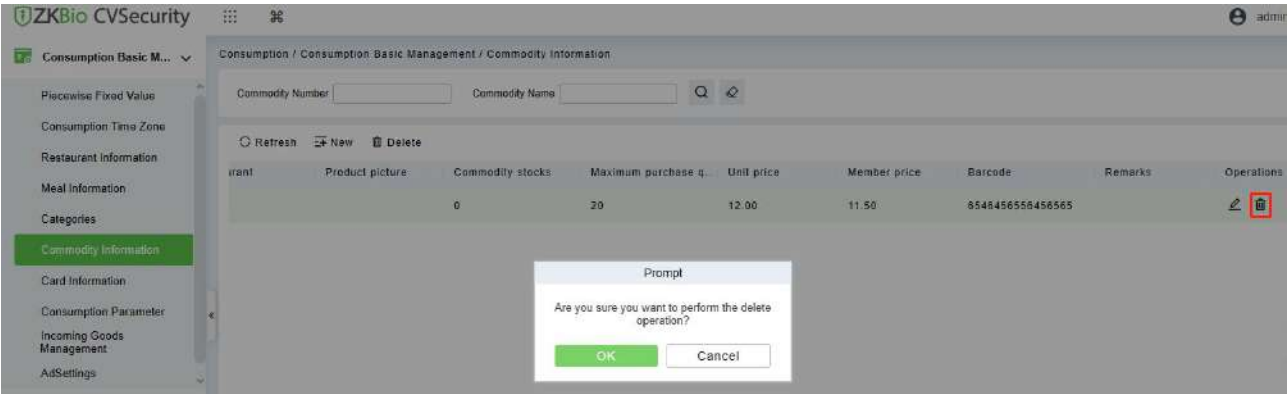 ZKBio CVSecurity
admin
Consumption Basic M...
Consumption / Consumption Basic Management / Commodity Information
Piecewise Fixed Value
Consumption Time Zone
Restaurant Information
Meal Information
Categories
Commodity Information
Card Information
Consumption Parameter
Incoming Goods
Management
AdSettings
Commodity Number
Commodity Name
Refresh New Delete
urant Product picture Commodity stocks Maximum purchase q... Unit price Member price Barcode Remarks Operations
0 20 12.00 11.50 6546456556456565
Prompt
Are you sure you want to perform the delete
operation?
OK Cancel